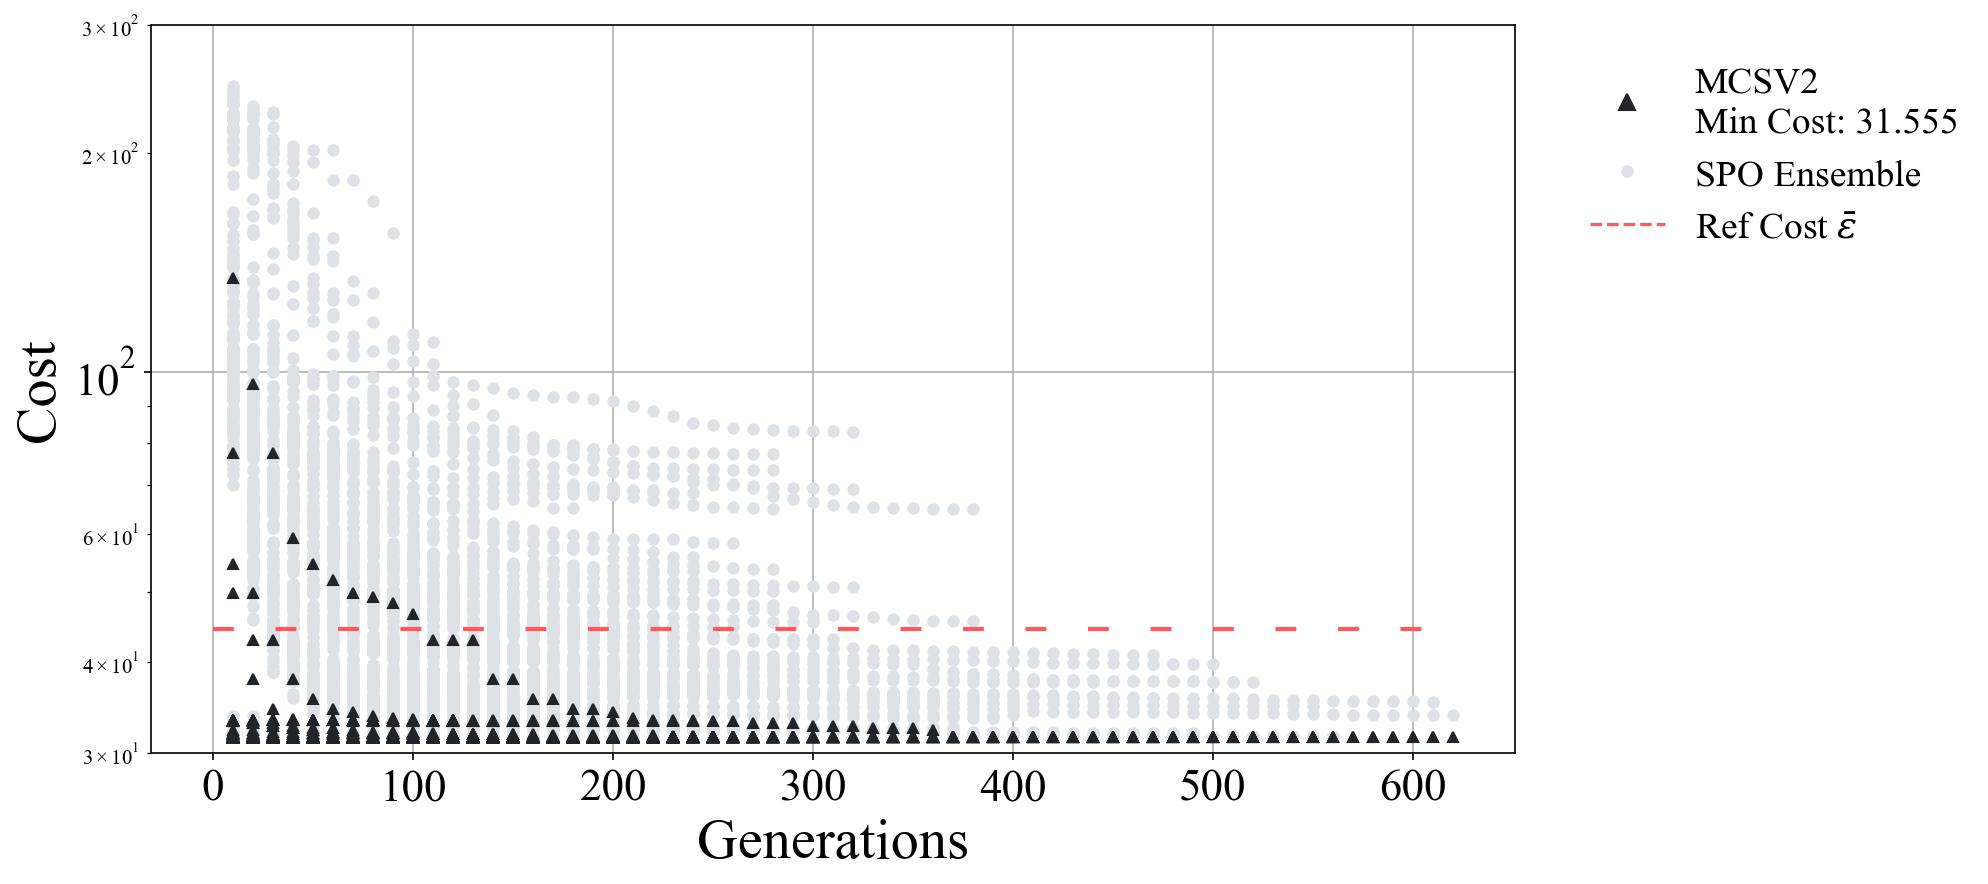 3 × 10²
2 × 10²
10²
6 × 10¹
4 × 10¹
3 × 10¹
Cost
0 100 200 300 400 500 600
Generations
MCSV2
Min Cost: 31.555
SPO Ensemble
Ref Cost ε̄